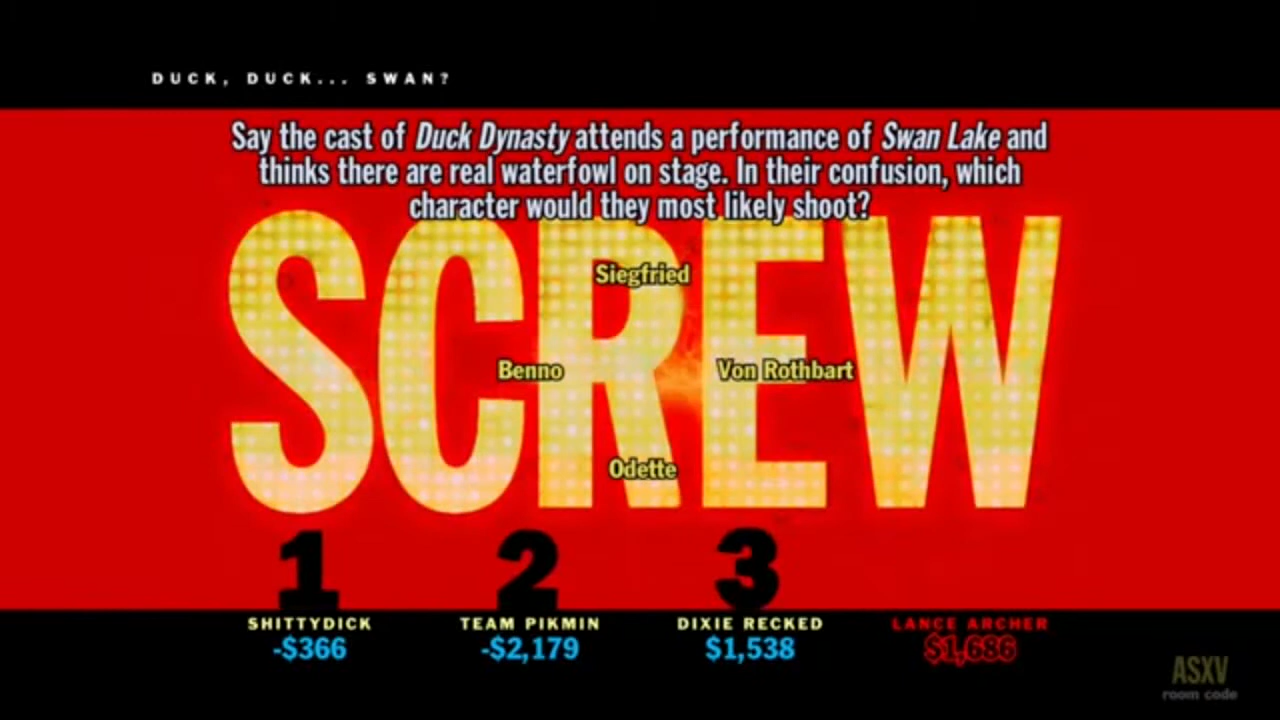 DUCK, DUCK... SWAN?
Say the cast of Duck Dynasty attends a performance of Swan Lake and
thinks there are real waterfowl on stage. In their confusion, which
character would they most likely shoot?
SCREW
Siegfried
Benno
Von Rothbart
Odette
1 2 3
SHITTYDICK TEAM PIKMIN DIXIE RECKED LANCE ARCHER
-$366 -$2,179 $1,538 $1,686
ASXV
room code